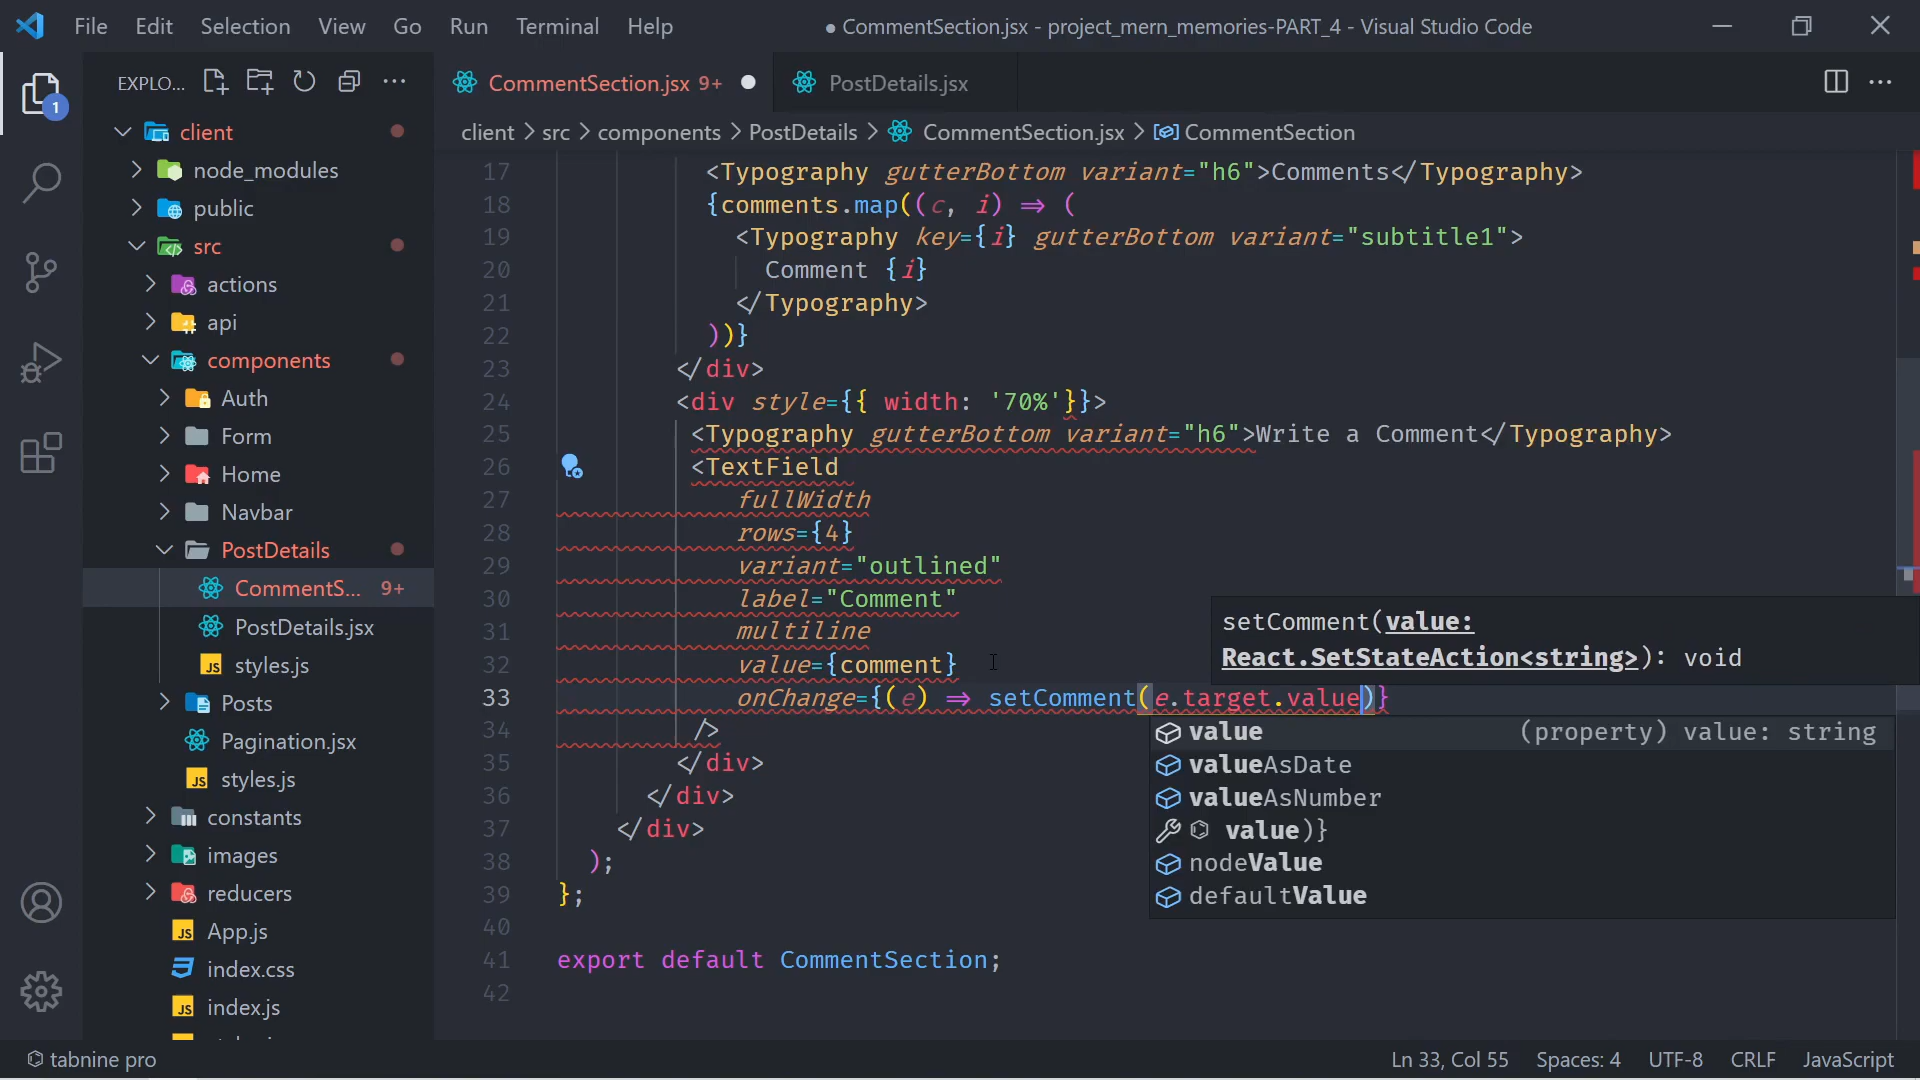 File Edit Selection View Go Run Terminal Help
● CommentSection.jsx - project_mern_memories-PART_4 - Visual Studio Code
EXPLO...
CommentSection.jsx 9+
PostDetails.jsx
client > src > components > PostDetails > CommentSection.jsx > CommentSection
1
client
node_modules
public
src
actions
api
components
Auth
Form
Home
Navbar
PostDetails
CommentS... 9+
PostDetails.jsx
styles.js
Posts
Pagination.jsx
styles.js
constants
images
reducers
App.js
index.css
index.js
17 <Typography gutterBottom variant="h6">Comments</Typography>
18 {comments.map((c, i) => (
19 <Typography key={i} gutterBottom variant="subtitle1">
20 Comment {i}
21 </Typography>
22 ))}
23 </div>
24 <div style={{ width: '70%'}}>
25 <Typography gutterBottom variant="h6">Write a Comment</Typography>
26 <TextField
27 fullWidth
28 rows={4}
29 variant="outlined"
30 label="Comment"
31 multiline
32 value={comment}
33 onChange={(e) => setComment(e.target.value)}
34 />
35 </div>
36 </div>
37 </div>
38 );
39 };
40
41 export default CommentSection;
42
setComment(value:
React.SetStateAction<string>): void
value (property) value: string
valueAsDate
valueAsNumber
value)}
nodeValue
defaultValue
tabnine pro
Ln 33, Col 55 Spaces: 4 UTF-8 CRLF JavaScript